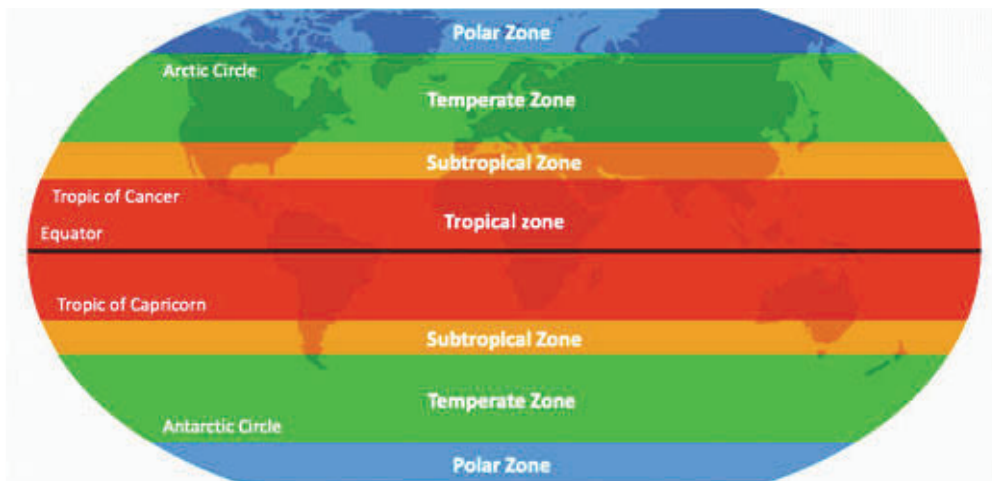 Polar Zone
Arctic Circle
Temperate Zone
Subtropical Zone
Tropic of Cancer
Tropical zone
Equator
Tropic of Capricorn
Subtropical Zone
Temperate Zone
Antarctic Circle
Polar Zone